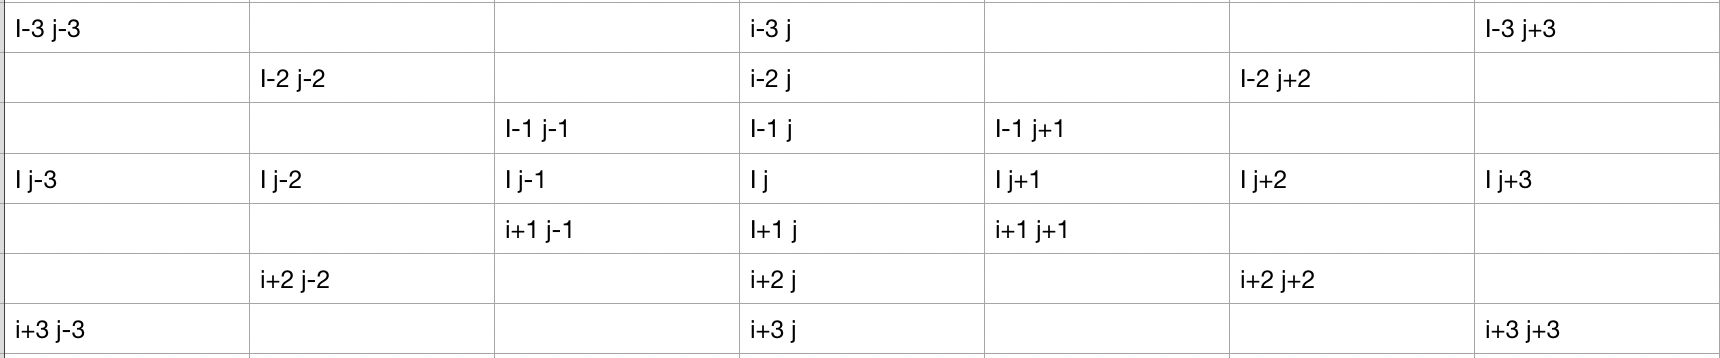 I-3 j-3 i-3 j I-3 j+3
I-2 j-2 i-2 j I-2 j+2
I-1 j-1 I-1 j I-1 j+1
I j-3 I j-2 I j-1 I j I j+1 I j+2 I j+3
i+1 j-1 I+1 j i+1 j+1
i+2 j-2 i+2 j i+2 j+2
i+3 j-3 i+3 j i+3 j+3